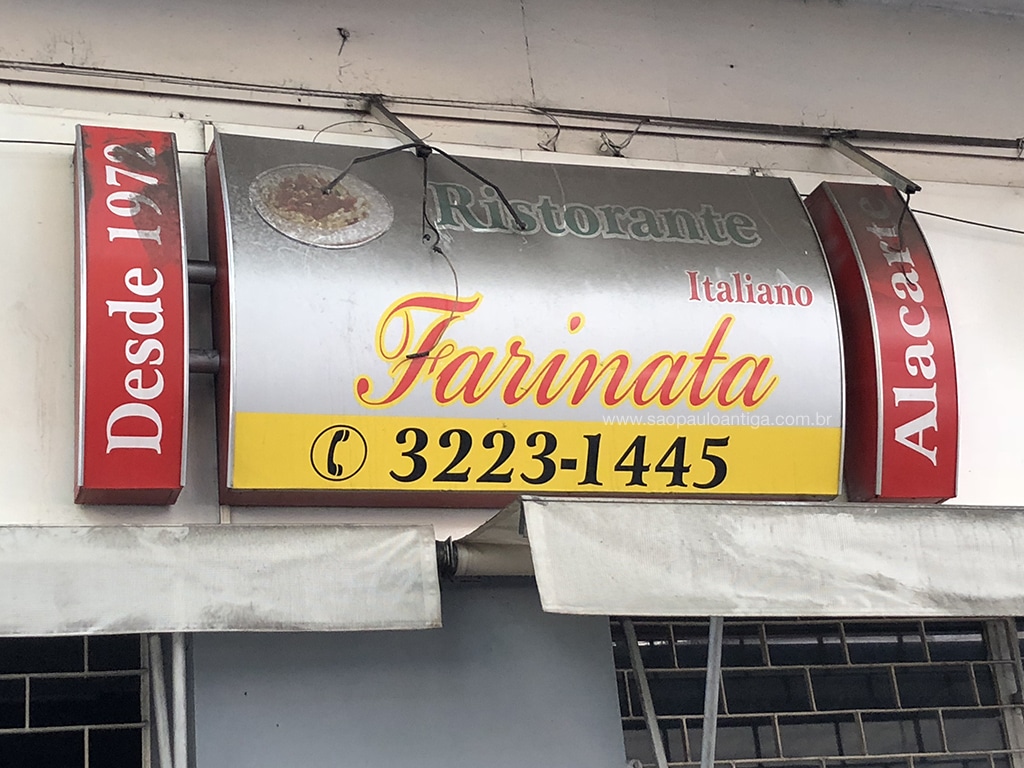 Desde 1972
Ristorante
Italiano
Farinata
www.saopauloantiga.com.br
3223-1445
Alacarte